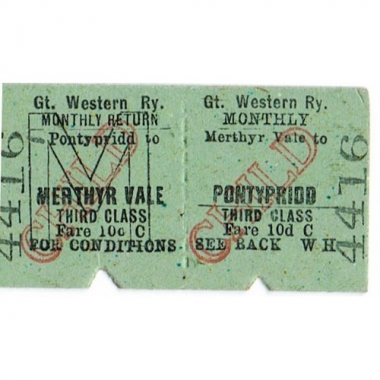 Gt. Western Ry.
MONTHLY RETURN
Pontypridd to
MERTHYR VALE
THIRD CLASS
Fare 10d C
FOR CONDITIONS
CHILD
4416
Gt. Western Ry.
MONTHLY
Merthyr Vale to
PONTYPRIDD
THIRD CLASS
Fare 10d C
SEE BACK W H
CHILD
4416